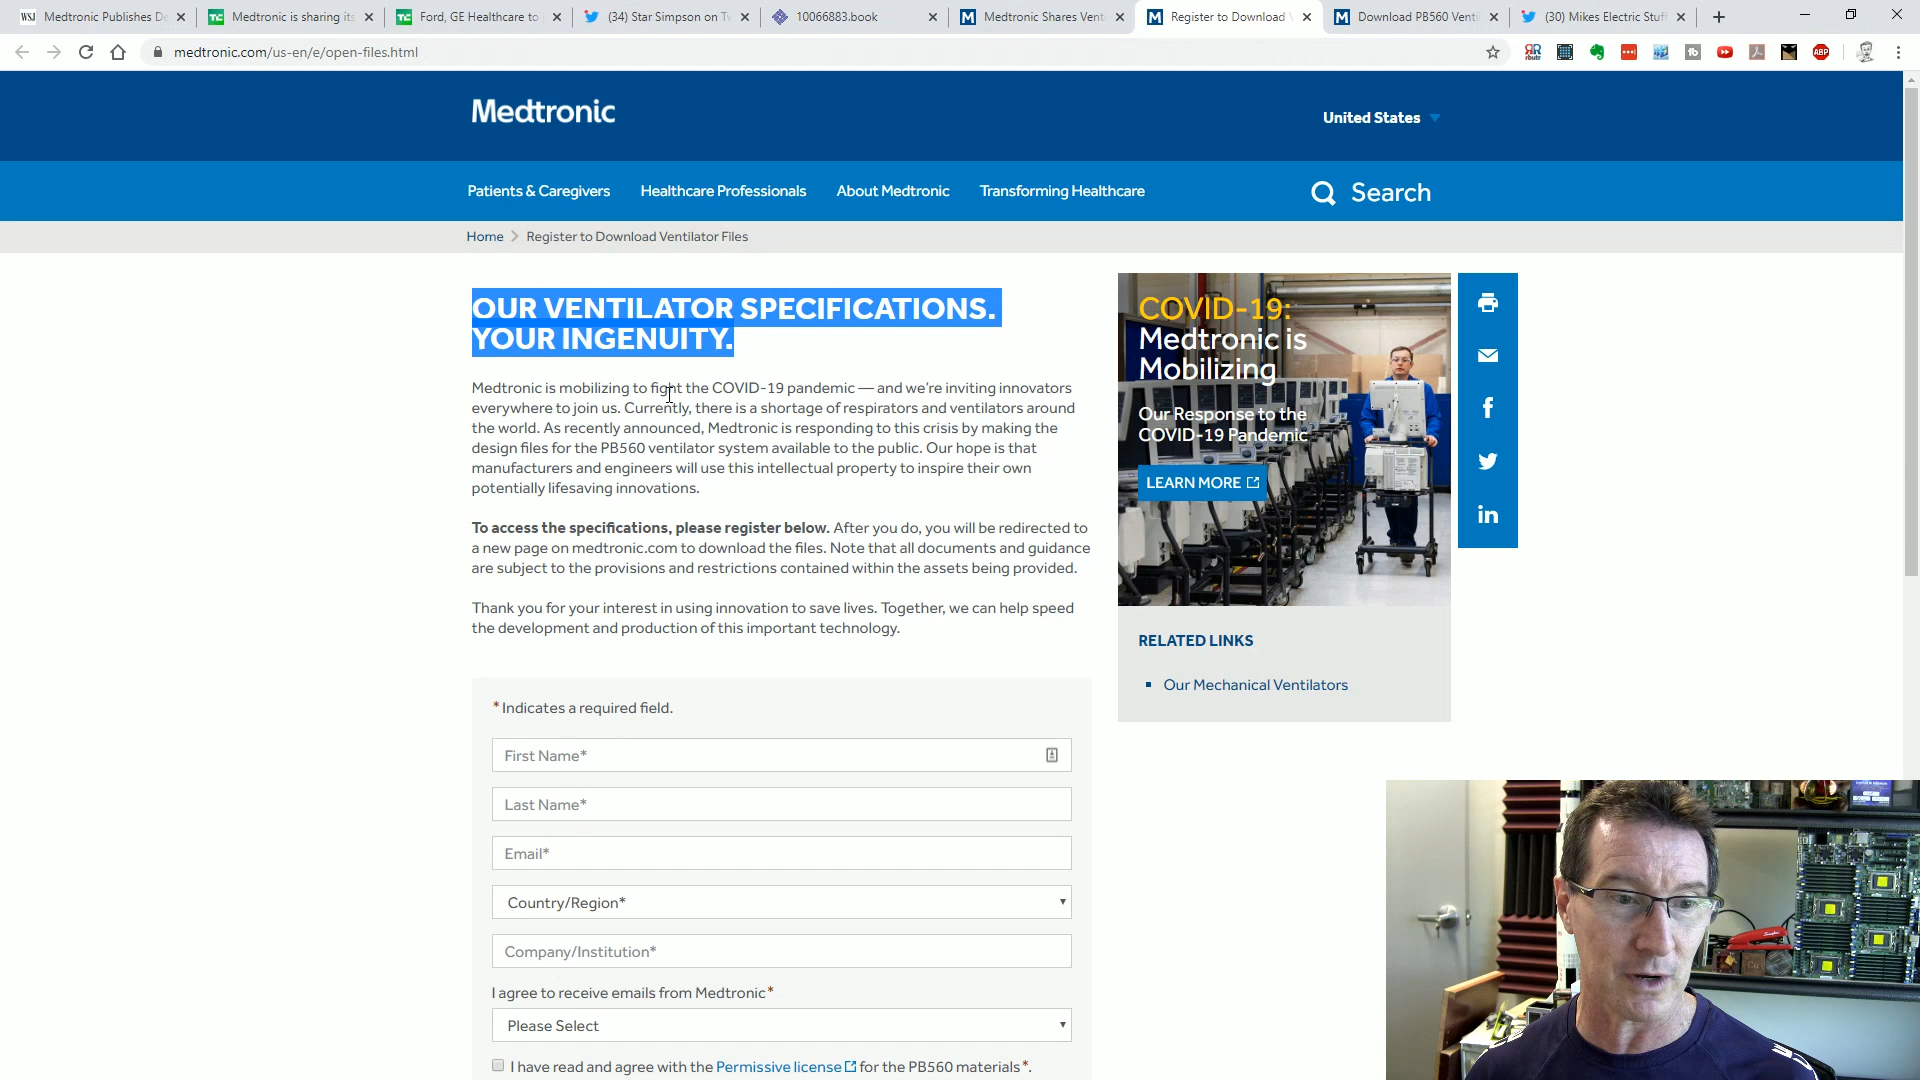 WSJ Medtronic Publishes De
TC Medtronic is sharing its
TC Ford, GE Healthcare to
(34) Star Simpson on Tw
10066883.book
M Medtronic Shares Vent
M Register to Download V
M Download PB560 Venti
(30) Mikes Electric Stuff
medtronic.com/us-en/e/open-files.html
Medtronic
United States
Patients & Caregivers
Healthcare Professionals
About Medtronic
Transforming Healthcare
Search
Home
Register to Download Ventilator Files
OUR VENTILATOR SPECIFICATIONS.
YOUR INGENUITY.
Medtronic is mobilizing to fight the COVID-19 pandemic — and we're inviting innovators
everywhere to join us. Currently, there is a shortage of respirators and ventilators around
the world. As recently announced, Medtronic is responding to this crisis by making the
design files for the PB560 ventilator system available to the public. Our hope is that
manufacturers and engineers will use this intellectual property to inspire their own
potentially lifesaving innovations.
To access the specifications, please register below. After you do, you will be redirected to
a new page on medtronic.com to download the files. Note that all documents and guidance
are subject to the provisions and restrictions contained within the assets being provided.
Thank you for your interest in using innovation to save lives. Together, we can help speed
the development and production of this important technology.
COVID-19:
Medtronic is
Mobilizing
Our Response to the
COVID-19 Pandemic
LEARN MORE
RELATED LINKS
Our Mechanical Ventilators
*Indicates a required field.
First Name*
Last Name*
Email*
Country/Region*
Company/Institution*
I agree to receive emails from Medtronic*
Please Select
I have read and agree with the Permissive license for the PB560 materials*.